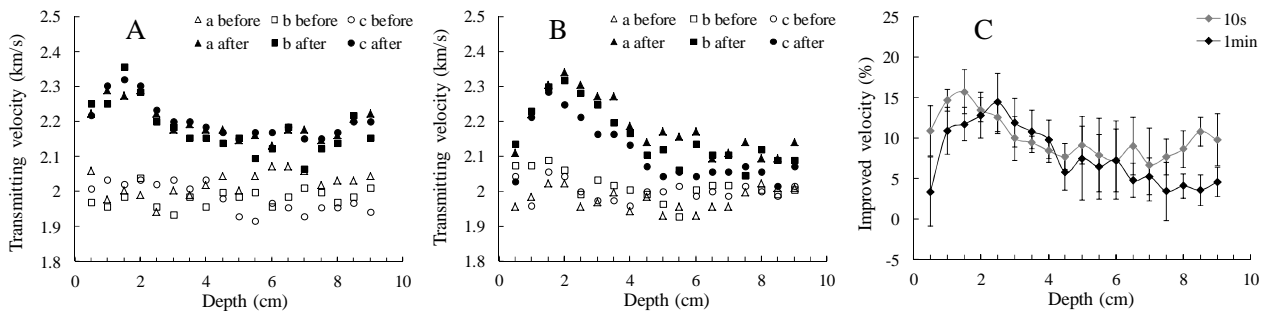 A
△ a before □ b before ○ c before
▲ a after ■ b after ● c after
Transmitting velocity (km/s)
2.5
2.4
2.3
2.2
2.1
2.0
1.9
1.8
0 2 4 6 8 10
Depth (cm)
B
△ a before □ b before ○ c before
▲ a after ■ b after ● c after
Transmitting velocity (km/s)
2.5
2.4
2.3
2.2
2.1
2.0
1.9
1.8
0 2 4 6 8 10
Depth (cm)
C
10s
1min
Improved velocity (%)
25
20
15
10
5
0
-5
0 2 4 6 8 10
Depth (cm)